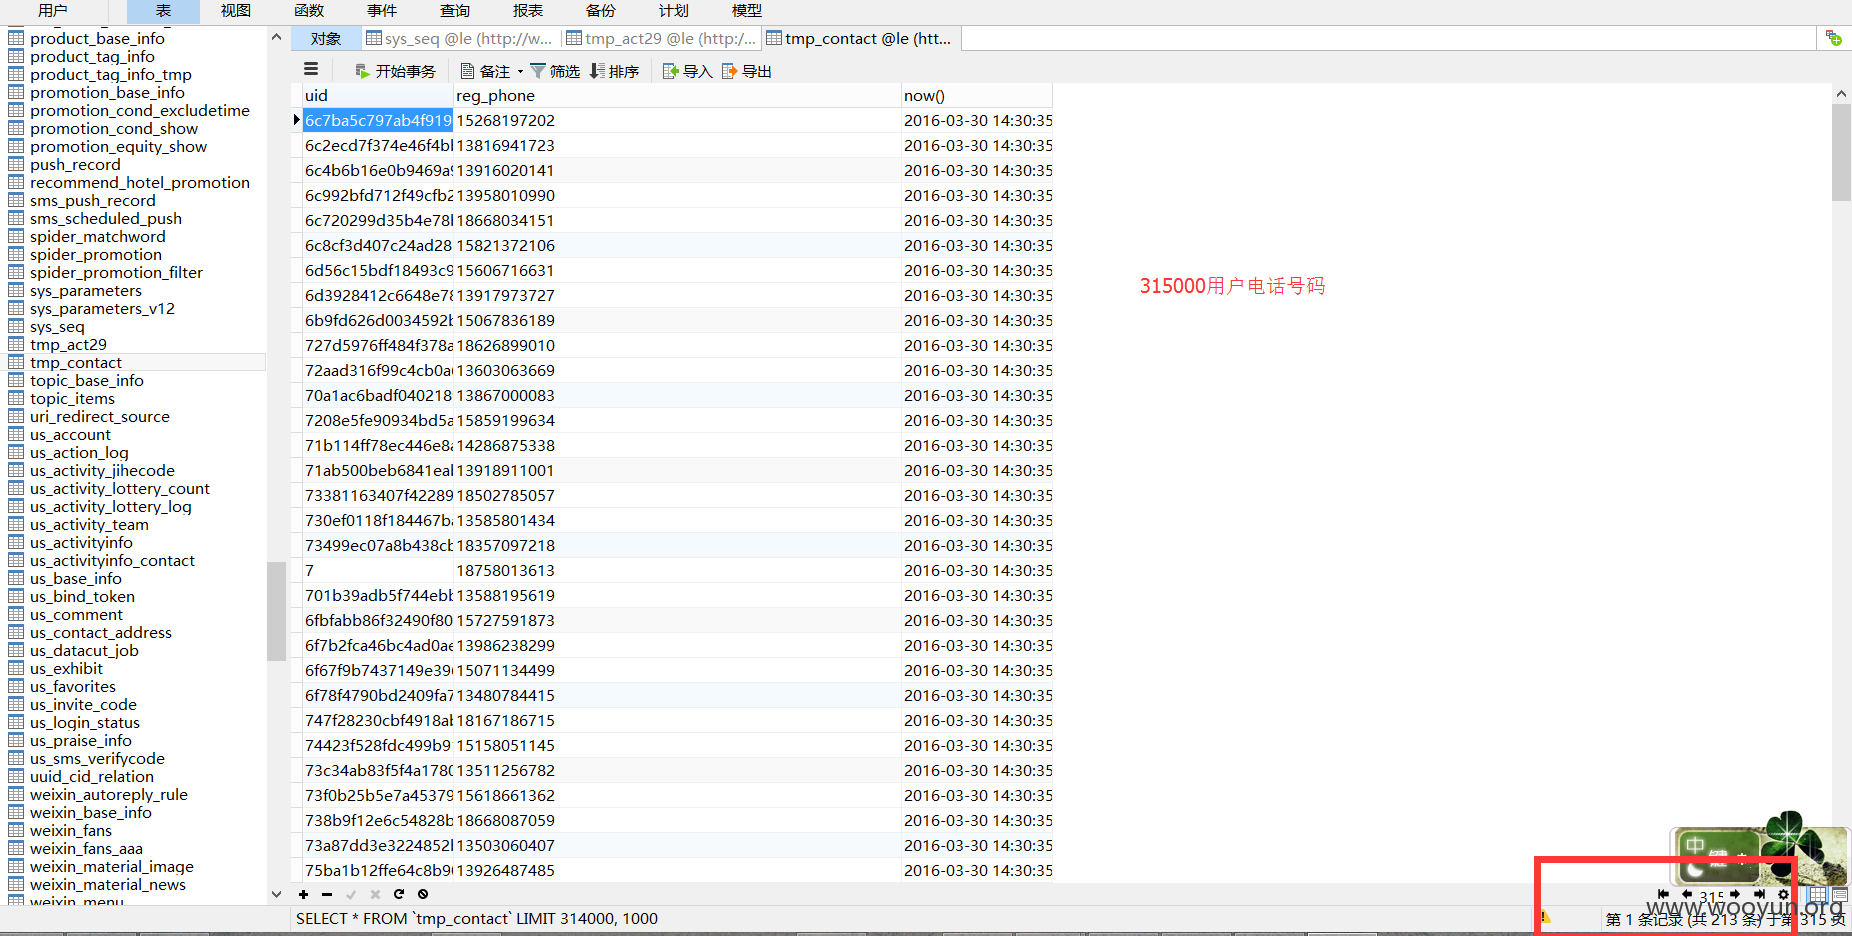 用户 表 视图 函数 事件 查询 报表 备份 计划 模型
对象 sys_seq @le (http://w... tmp_act29 @le (http:/... tmp_contact @le (htt...
开始事务 备注 筛选 排序 导入 导出
product_base_info
product_tag_info
product_tag_info_tmp
promotion_base_info
promotion_cond_excludetime
promotion_cond_show
promotion_equity_show
push_record
recommend_hotel_promotion
sms_push_record
sms_scheduled_push
spider_matchword
spider_promotion
spider_promotion_filter
sys_parameters
sys_parameters_v12
sys_seq
tmp_act29
tmp_contact
topic_base_info
topic_items
uri_redirect_source
us_account
us_action_log
us_activity_jihecode
us_activity_lottery_count
us_activity_lottery_log
us_activity_team
us_activityinfo
us_activityinfo_contact
us_base_info
us_bind_token
us_comment
us_contact_address
us_datacut_job
us_exhibit
us_favorites
us_invite_code
us_login_status
us_praise_info
us_sms_verifycode
uuid_cid_relation
weixin_autoreply_rule
weixin_base_info
weixin_fans
weixin_fans_aaa
weixin_material_image
weixin_material_news
weixin_menu
uid reg_phone now()
6c7ba5c797ab4f919 15268197202 2016-03-30 14:30:35
6c2ecd7f374e46f4b 13816941723 2016-03-30 14:30:35
6c4b6b16e0b9469a9 13916020141 2016-03-30 14:30:35
6c992bfd712f49cfb2 13958010990 2016-03-30 14:30:35
6c720299d35b4e78 18668034151 2016-03-30 14:30:35
6c8cf3d407c24ad28 15821372106 2016-03-30 14:30:35
6d56c15bdf18493c9 15606716631 2016-03-30 14:30:35
6d3928412c6648e78 13917973727 2016-03-30 14:30:35
6b9fd626d0034592b 15067836189 2016-03-30 14:30:35
727d5976ff484f378a 18626899010 2016-03-30 14:30:35
72aad316f99c4cb0a 13603063669 2016-03-30 14:30:35
70a1ac6badf040218 13867000083 2016-03-30 14:30:35
7208e5fe90934bd5a 15859199634 2016-03-30 14:30:35
71b114ff78ec446e8a 14286875338 2016-03-30 14:30:35
71ab500beb6841ea 13918911001 2016-03-30 14:30:35
73381163407f42289 18502785057 2016-03-30 14:30:35
730ef0118f184467ba 13585801434 2016-03-30 14:30:35
73499ec07a8b438cb 18357097218 2016-03-30 14:30:35
7 18758013613 2016-03-30 14:30:35
701b39adb5f744eb 13588195619 2016-03-30 14:30:35
6fbfabb86f32490f80 15727591873 2016-03-30 14:30:35
6f7b2fca46bc4ad0ae 13986238299 2016-03-30 14:30:35
6f67f9b7437149e39 15071134499 2016-03-30 14:30:35
6f78f4790bd2409fa7 13480784415 2016-03-30 14:30:35
747f28230cbf4918a 18167186715 2016-03-30 14:30:35
74423f528fdc499b9 15158051145 2016-03-30 14:30:35
73c34ab83f5f4a1780 13511256782 2016-03-30 14:30:35
73f0b25b5e7a45379 15618661362 2016-03-30 14:30:35
738b9f12e6c54828b 18668087059 2016-03-30 14:30:35
73a87dd3e3224852 13503060407 2016-03-30 14:30:35
75ba1b12ffe64c8b9 13926487485 2016-03-30 14:30:35
315000用户电话号码
中 键
315
SELECT * FROM `tmp_contact` LIMIT 314000, 1000
第 1 条记录 (共 213 条) 于第 315 页
www.wooyun.org